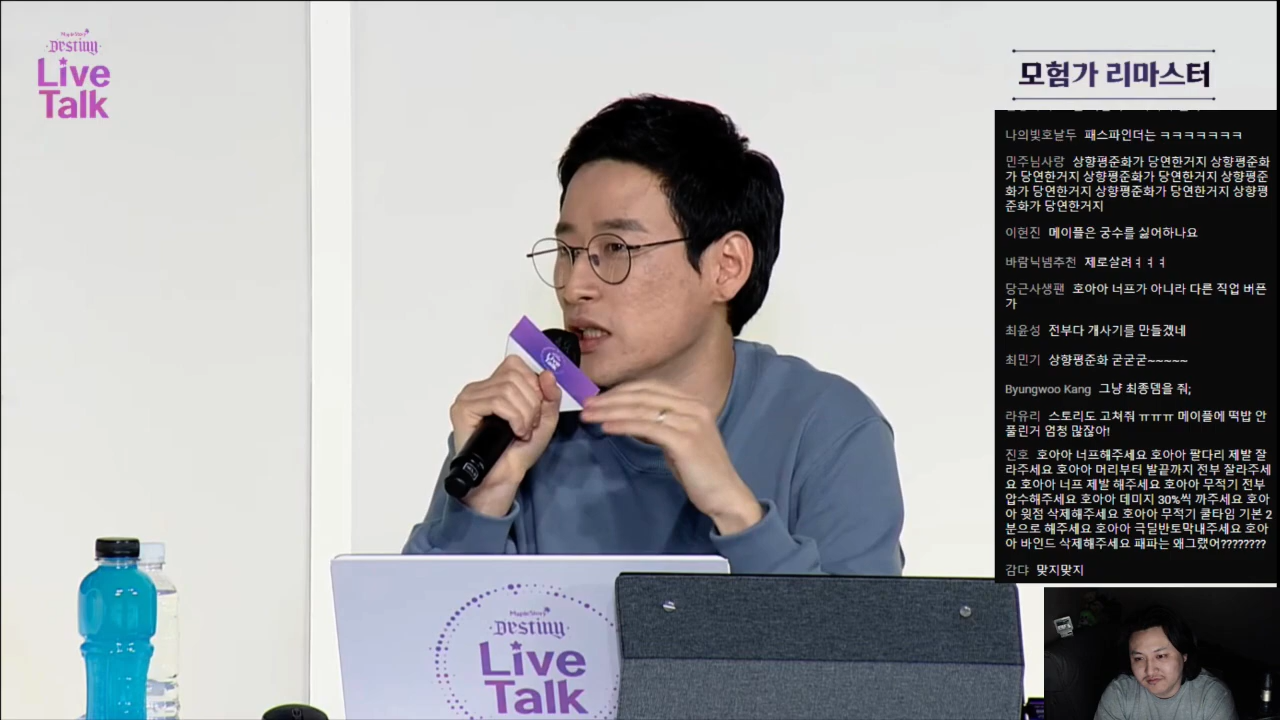 MapleStory
DESTINY
Live
Talk
모험가 리마스터
나의빛호날두 패스파인더는 ㅋㅋㅋㅋㅋㅋㅋ
민주님사랑 상향평준화가 당연한거지 상향평준화
가 당연한거지 상향평준화가 당연한거지 상향평준
화가 당연한거지 상향평준화가 당연한거지 상향평
준화가 당연한거지
이현진 메이플은 궁수를 싫어하나요
바람닉넴추천 제로살려ㅕㅕㅕ
당근사생팬 호아아 너프가 아니라 다른 직업 버픈
가
최윤성 전부다 개사기를 만들겠네
최민기 상향평준화 굳굳굳~~~~~
Byungwoo Kang 그냥 최종뎀을 줘;
라유리 스토리도 고쳐줘 ㅠㅠㅠ 메이플에 떡밥 안
풀린거 엄청 많잖아!
진호 호아아 너프해주세요 호아아 팔다리 제발 잘
라주세요 호아아 머리부터 발끝까지 전부 잘라주세
요 호아아 너프 제발 해주세요 호아아 무적기 전부
압수해주세요 호아아 데미지 30%씩 까주세요 호아
아 윗점 삭제해주세요 호아아 무적기 쿨타임 기본 2
분으로 해주세요 호아아 극딜반토막내주세요 호아
아 바인드 삭제해주세요 패파는 왜그랬어????????
감댜 맞지맞지
MapleStory
DESTINY
Live
Talk